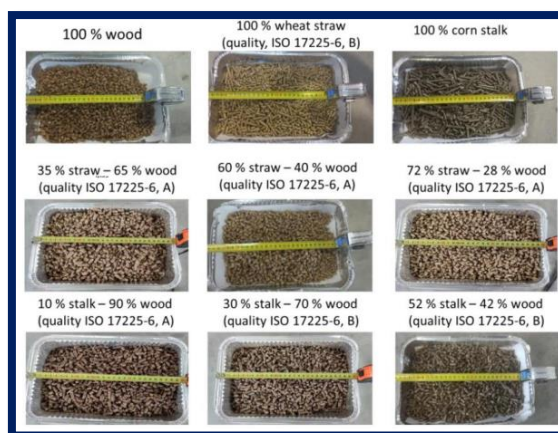 100 % wood
100 % wheat straw
(quality, ISO 17225-6, B)
100 % corn stalk
35 % straw – 65 % wood
(quality ISO 17225-6, A)
60 % straw – 40 % wood
(quality ISO 17225-6, A)
72 % straw – 28 % wood
(quality ISO 17225-6, A)
10 % stalk – 90 % wood
(quality ISO 17225-6, A)
30 % stalk – 70 % wood
(quality ISO 17225-6, B)
52 % stalk – 42 % wood
(quality ISO 17225-6, B)